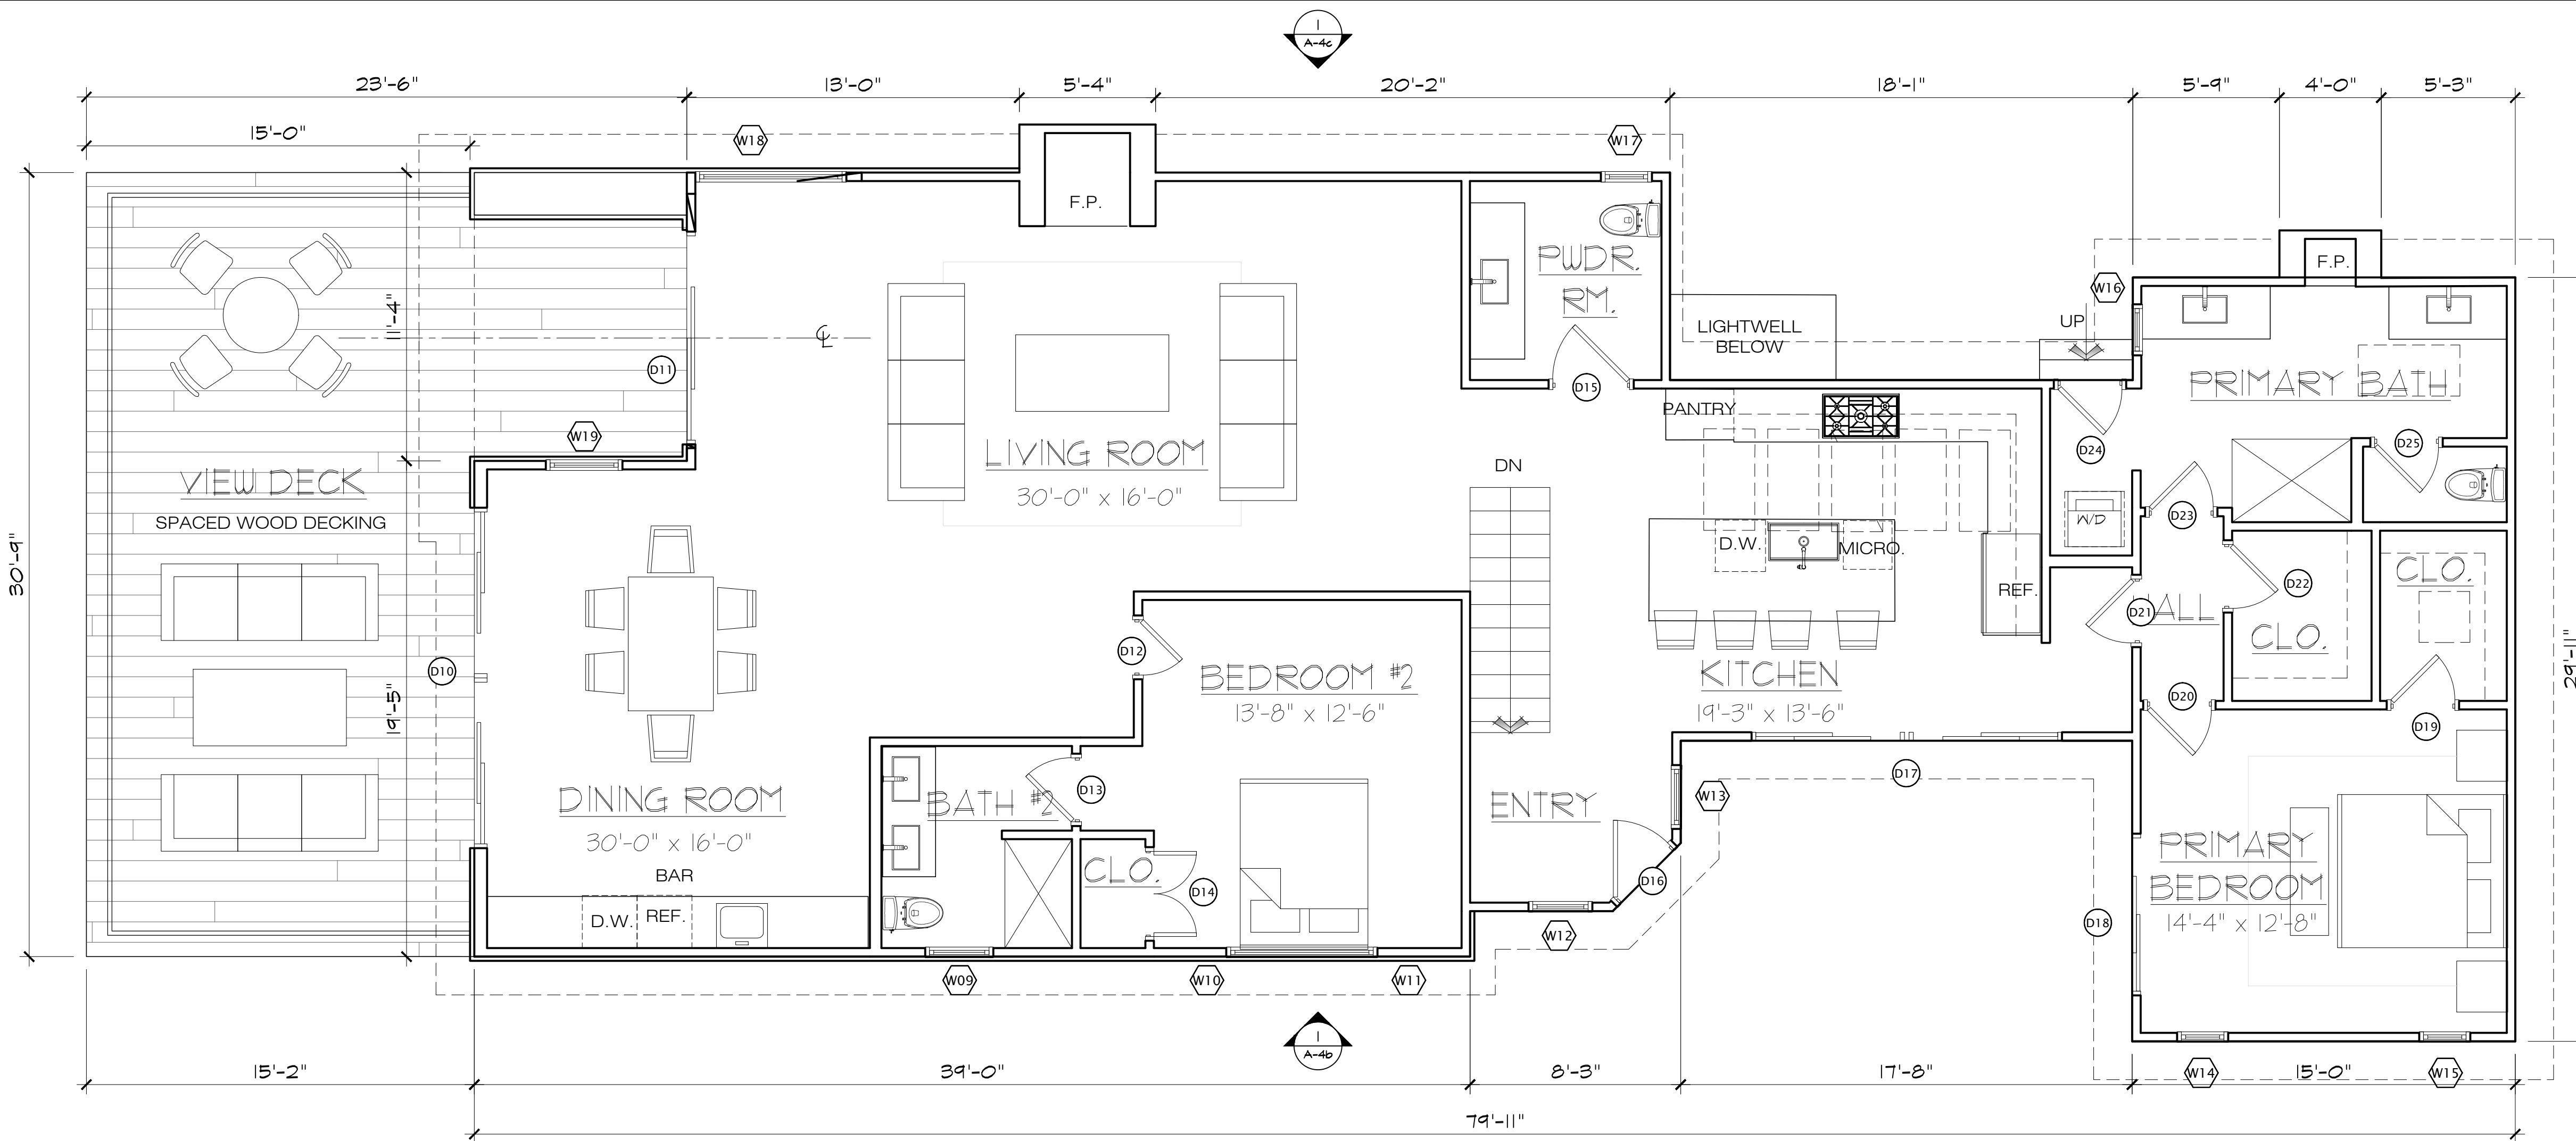 1
A-4c
23'-6"
13'-0"
5'-4"
20'-2"
18'-1"
5'-9"
4'-0"
5'-3"
15'-0"
W18
W17
F.P.
PWDR.
RM.
F.P.
W16
UP
LIGHTWELL
BELOW
11'-4"
℄
D11
D15
PRIMARY BATH
PANTRY
W19
D24
D25
LIVING ROOM
30'-0" x 16'-0"
DN
VIEW DECK
SPACED WOOD DECKING
W/D
D23
D.W.
MICRO.
30'-9"
REF.
D22
CLO.
D21
HALL
CLO.
29'-11"
D12
D10
BEDROOM #2
13'-8" x 12'-6"
KITCHEN
19'-3" x 13'-6"
D20
D19
19'-5"
D17
D13
DINING ROOM
30'-0" x 16'-0"
BATH #2
ENTRY
W13
PRIMARY
BEDROOM
14'-4" x 12'-8"
BAR
CLO.
D14
D16
D.W.
REF.
D18
W12
W09
W10
W11
1
A-4b
15'-2"
39'-0"
8'-3"
17'-8"
W14
15'-0"
W15
79'-11"